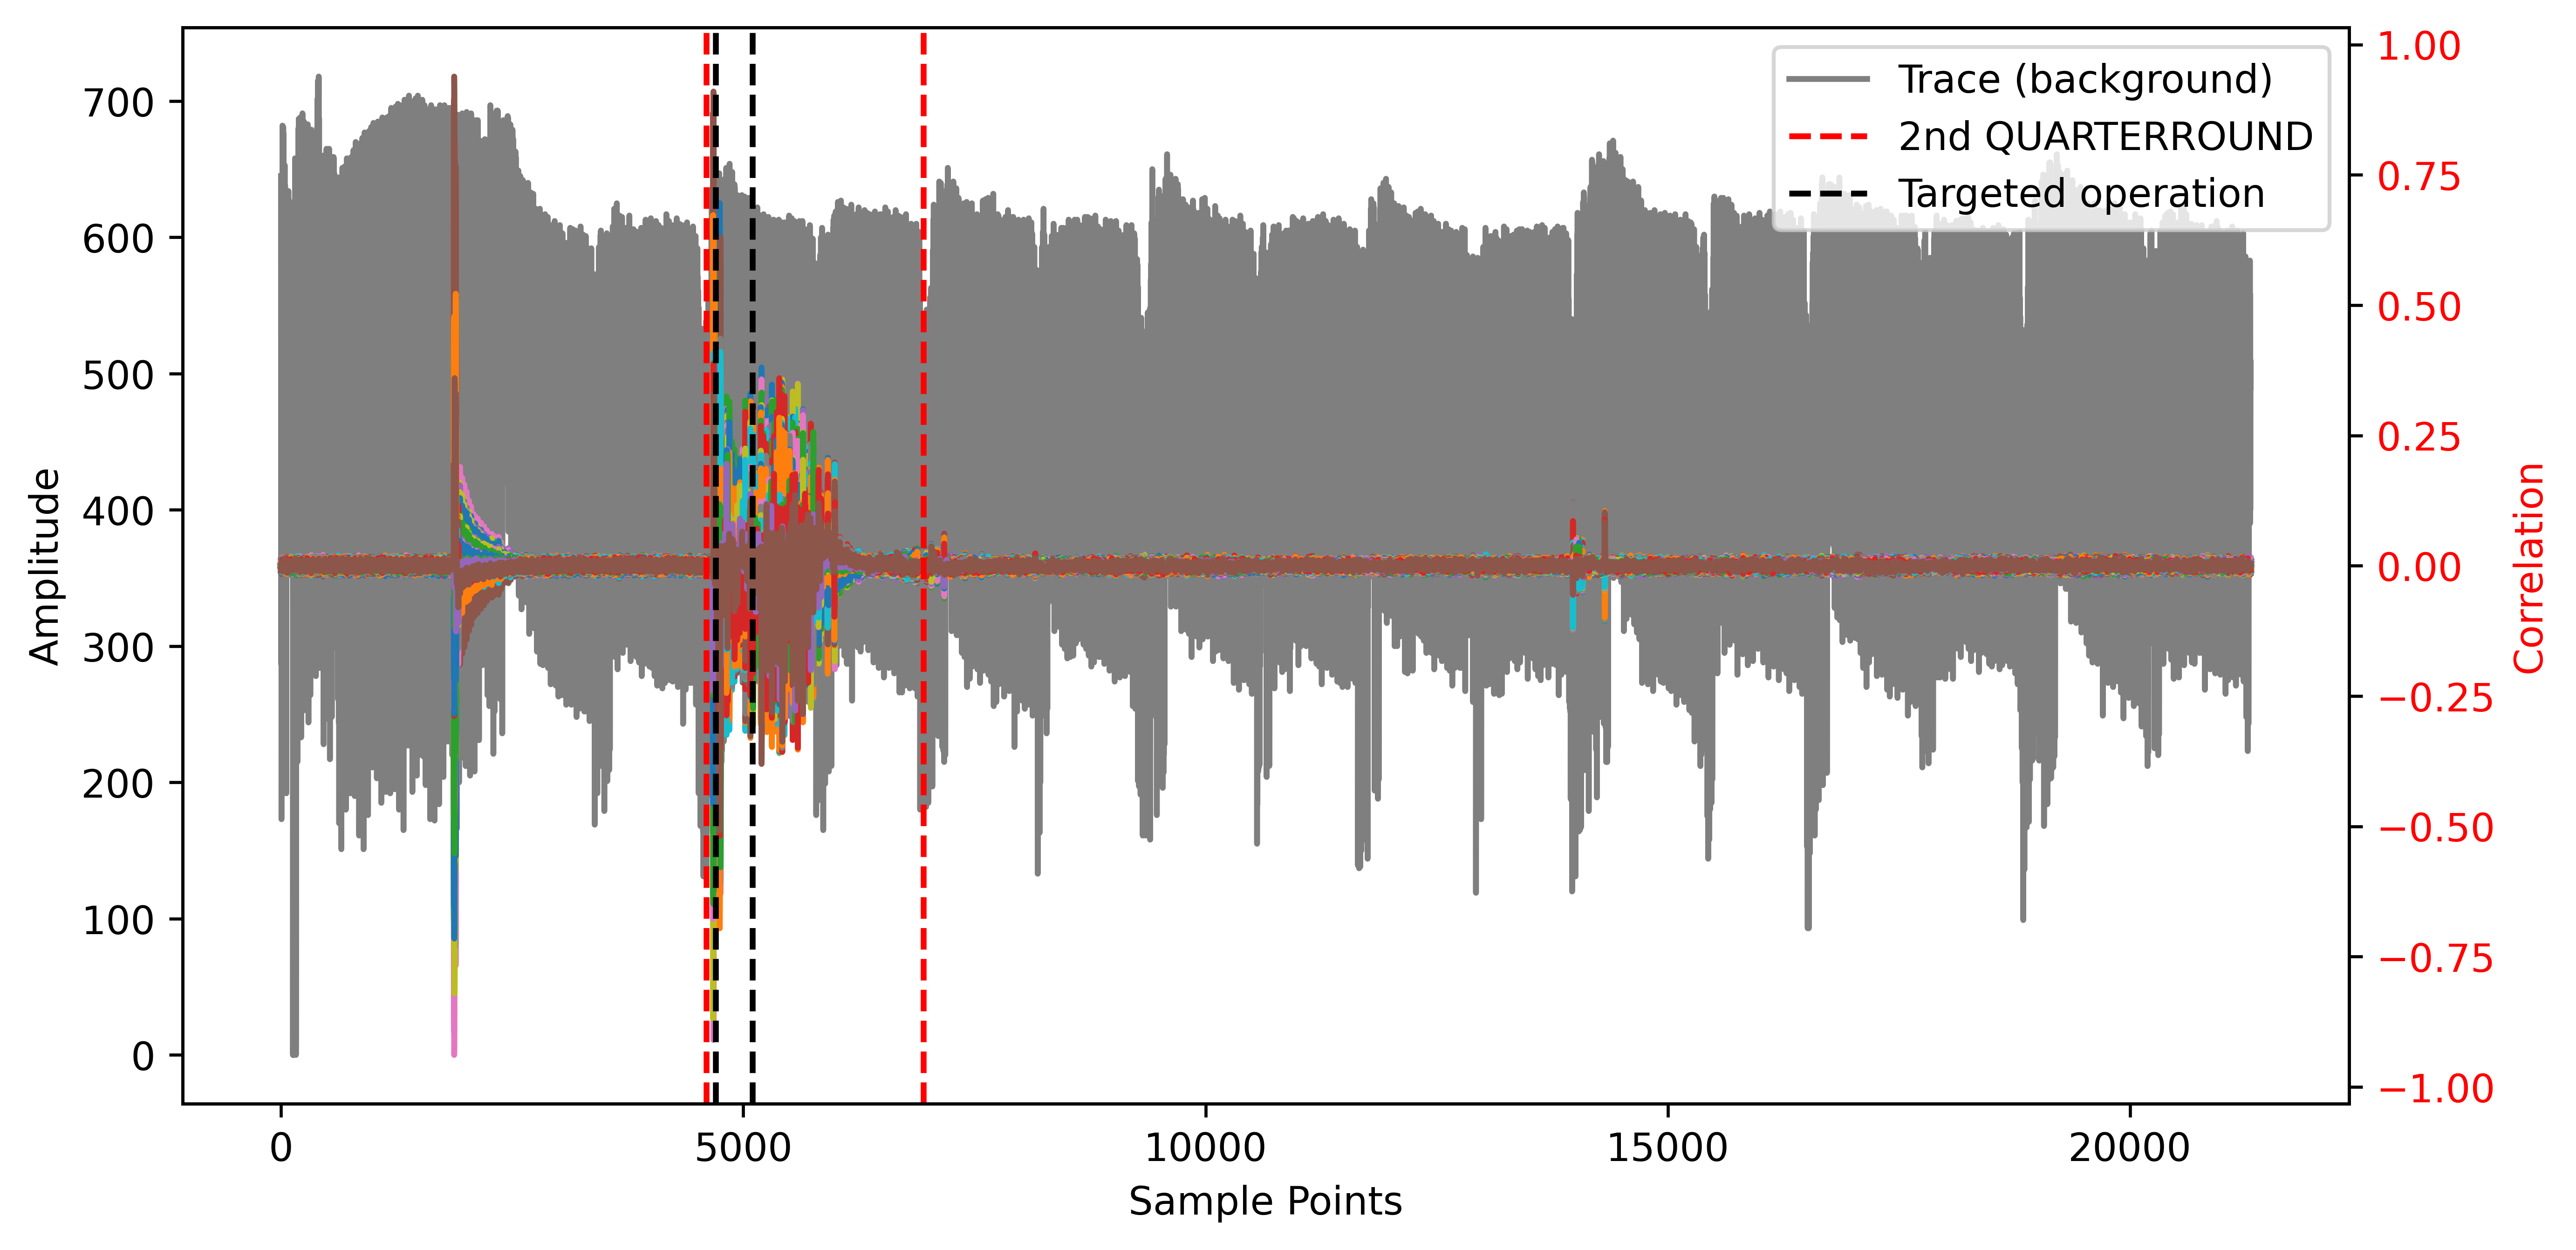 Trace (background)
2nd QUARTERROUND
Targeted operation
700
600
500
400
300
200
100
0
Amplitude
1.00
0.75
0.50
0.25
0.00
−0.25
−0.50
−0.75
−1.00
Correlation
0 5000 10000 15000 20000
Sample Points